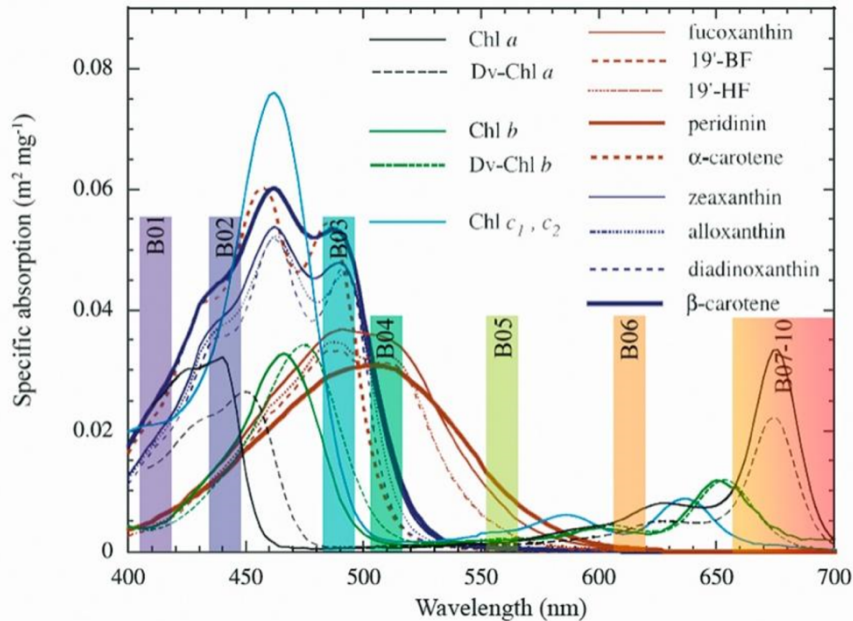 0.08
0.06
0.04
0.02
0
Specific absorption (m² mg⁻¹)
Chl a
Dv-Chl a
Chl b
Dv-Chl b
Chl c₁ , c₂
fucoxanthin
19'-BF
19'-HF
peridinin
α-carotene
zeaxanthin
alloxanthin
diadinoxanthin
β-carotene
B01
B02
B03
B04
B05
B06
B07-10
400
450
500
550
600
650
700
Wavelength (nm)